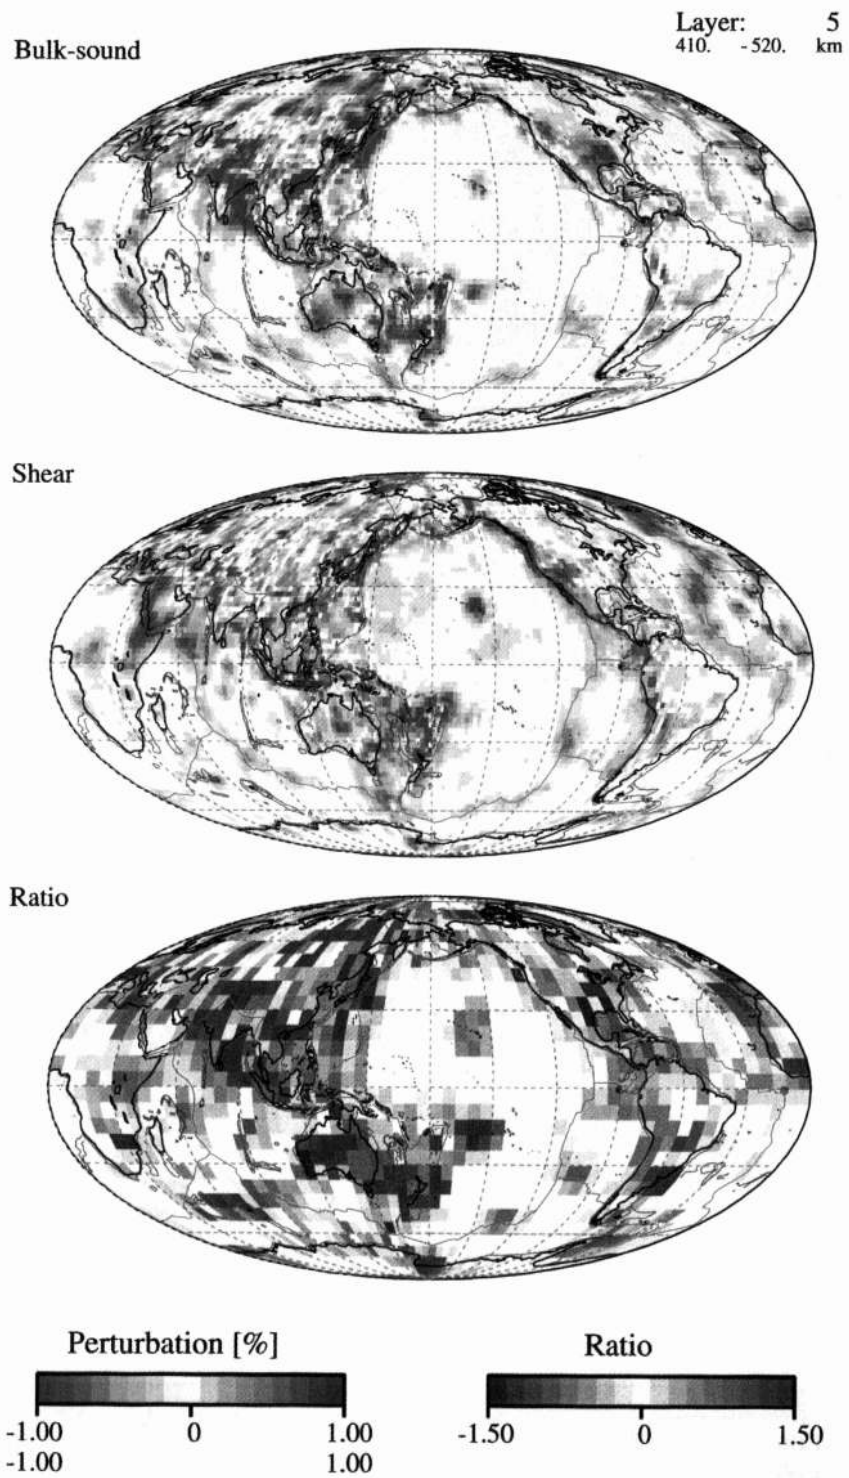 Layer: 5
410. - 520. km
Bulk-sound
Shear
Ratio
Perturbation [%]
-1.00 0 1.00
-1.00 1.00
Ratio
-1.50 0 1.50